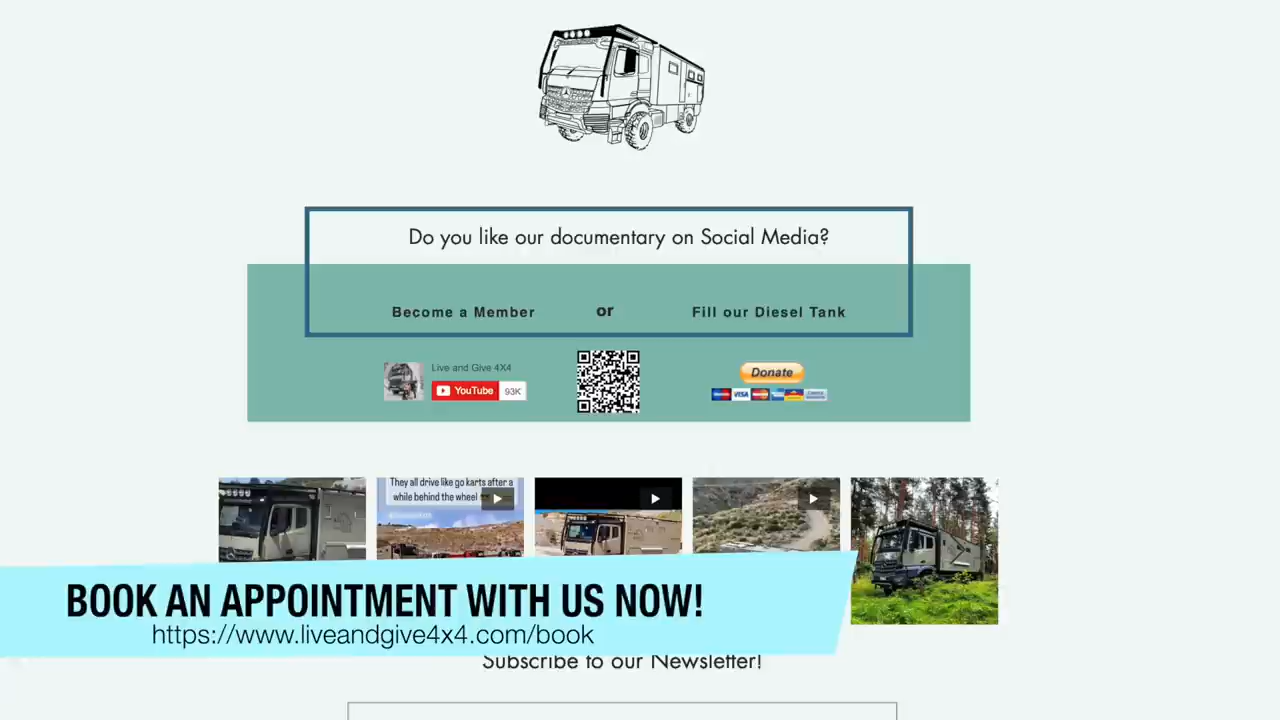 Do you like our documentary on Social Media?
Become a Member or Fill our Diesel Tank
Live and Give 4X4
YouTube 93K
Donate
VISA
They all drive like go karts after a
while behind the wheel
BOOK AN APPOINTMENT WITH US NOW!
https://www.liveandgive4x4.com/book
Subscribe to our Newsletter!